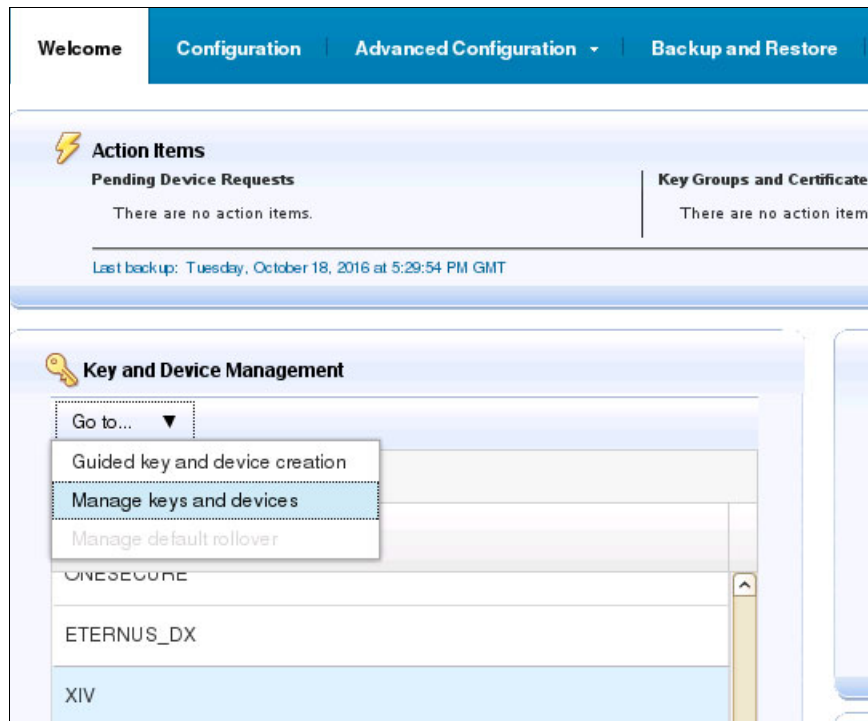 Welcome Configuration Advanced Configuration Backup and Restore
Action Items
Pending Device Requests
There are no action items.
Key Groups and Certificate
There are no action item
Last backup: Tuesday, October 18, 2016 at 5:29:54 PM GMT
Key and Device Management
Go to... ▼
Guided key and device creation
Manage keys and devices
Manage default rollover
ONESECURE
ETERNUS_DX
XIV